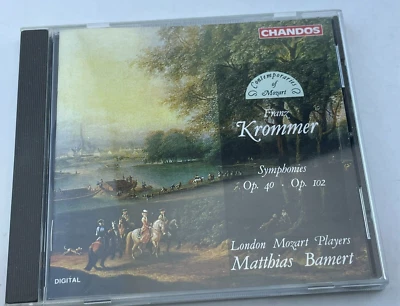 CHANDOS
Contemporaries
of
Mozart
Franz
Krommer
Symphonies
Op. 40 · Op. 102
London Mozart Players
Matthias Bamert
DIGITAL